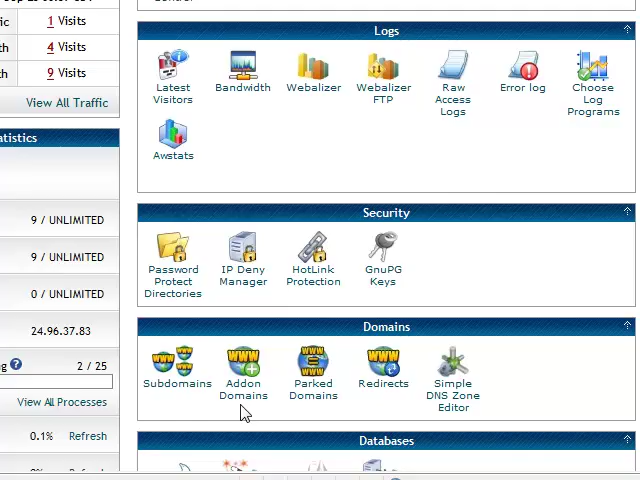 1 Visits
4 Visits
9 Visits
View All Traffic
tistics
9 / UNLIMITED
9 / UNLIMITED
0 / UNLIMITED
24.96.37.83
g 2 / 25
View All Processes
0.1% Refresh
Logs
Latest Visitors
Bandwidth
Webalizer
Webalizer FTP
Raw Access Logs
Error log
Choose Log Programs
Awstats
Security
Password Protect Directories
IP Deny Manager
HotLink Protection
GnuPG Keys
Domains
Subdomains
Addon Domains
Parked Domains
Redirects
Simple DNS Zone Editor
Databases